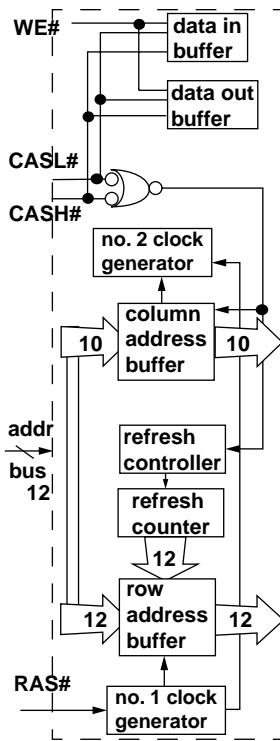 WE#
data in
buffer
data out
buffer
CASL#
CASH#
no. 2 clock
generator
column
address
buffer
10
10
addr
bus
12
refresh
controller
refresh
counter
12
row
address
buffer
12
12
RAS#
no. 1 clock
generator